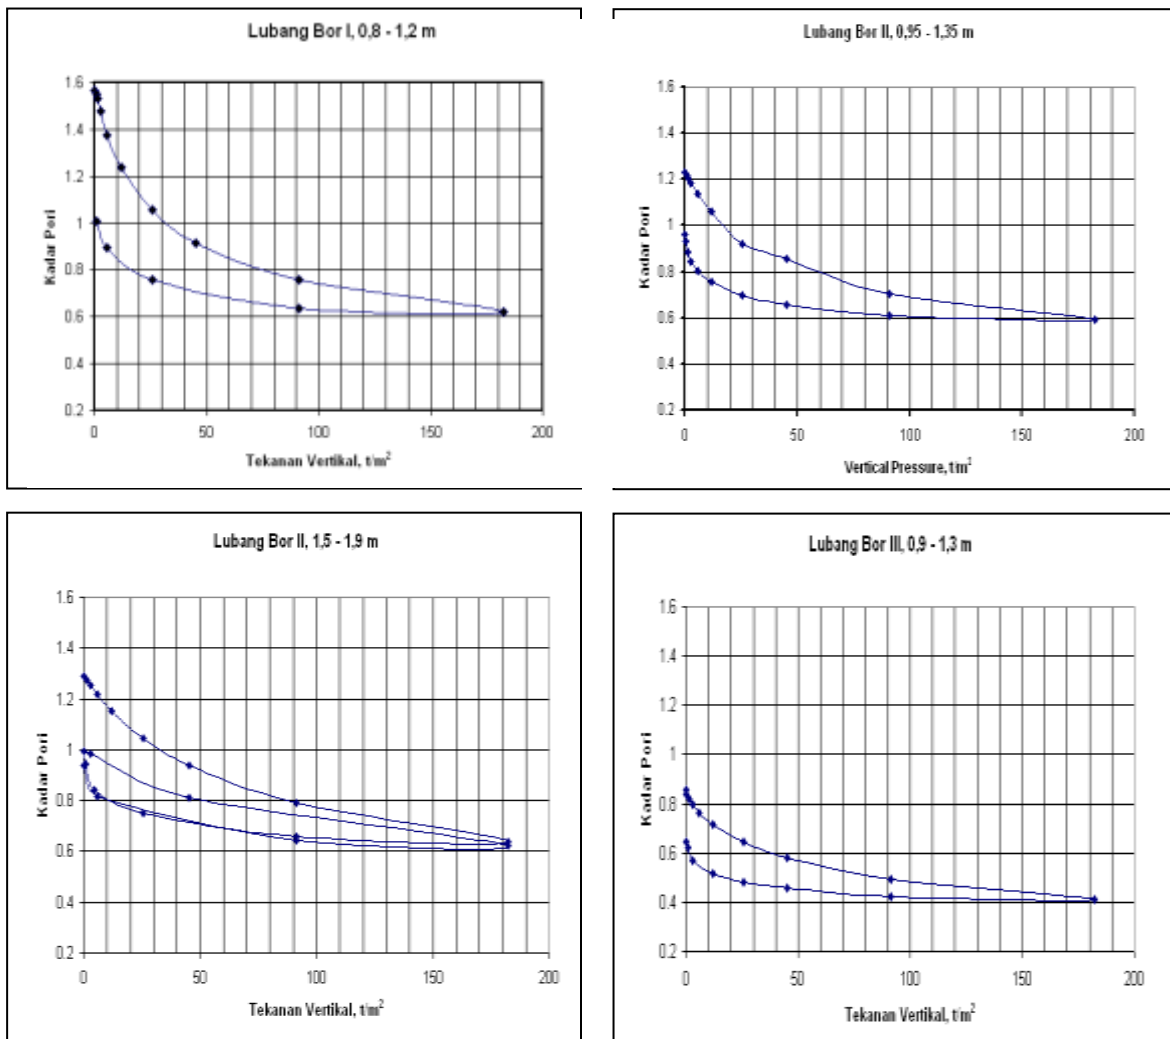 Lubang Bor I, 0,8 - 1,2 m
Kadar Pori
1.6
1.4
1.2
1
0.8
0.6
0.4
0.2
0 50 100 150 200
Tekanan Vertikal, t/m²
Lubang Bor II, 0,95 - 1,35 m
Kadar Pori
1.6
1.4
1.2
1.0
0.8
0.6
0.4
0.2
0 50 100 150 200
Vertical Pressure, t/m²
Lubang Bor II, 1,5 - 1,9 m
Kadar Pori
1.6
1.4
1.2
1
0.8
0.6
0.4
0.2
0 50 100 150 200
Tekanan Vertikal, t/m²
Lubang Bor III, 0,9 - 1,3 m
Kadar Pori
1.6
1.4
1.2
1
0.8
0.6
0.4
0.2
0 50 100 150 200
Tekanan Vertikal, t/m²